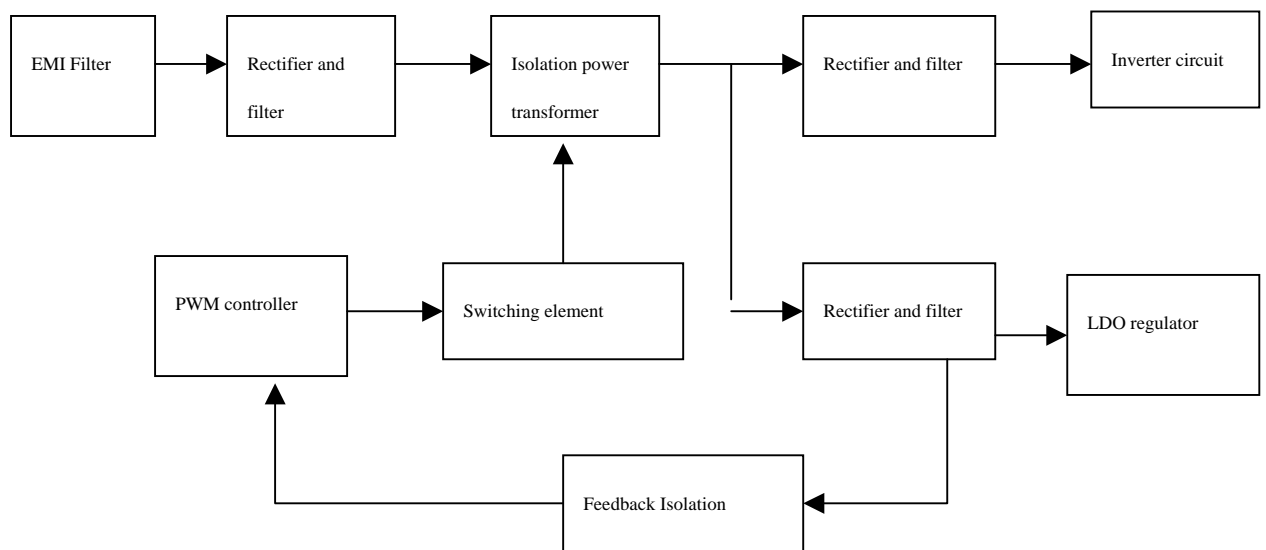 EMI Filter
Rectifier and
filter
Isolation power
transformer
Rectifier and filter
Inverter circuit
PWM controller
Switching element
Rectifier and filter
LDO regulator
Feedback Isolation